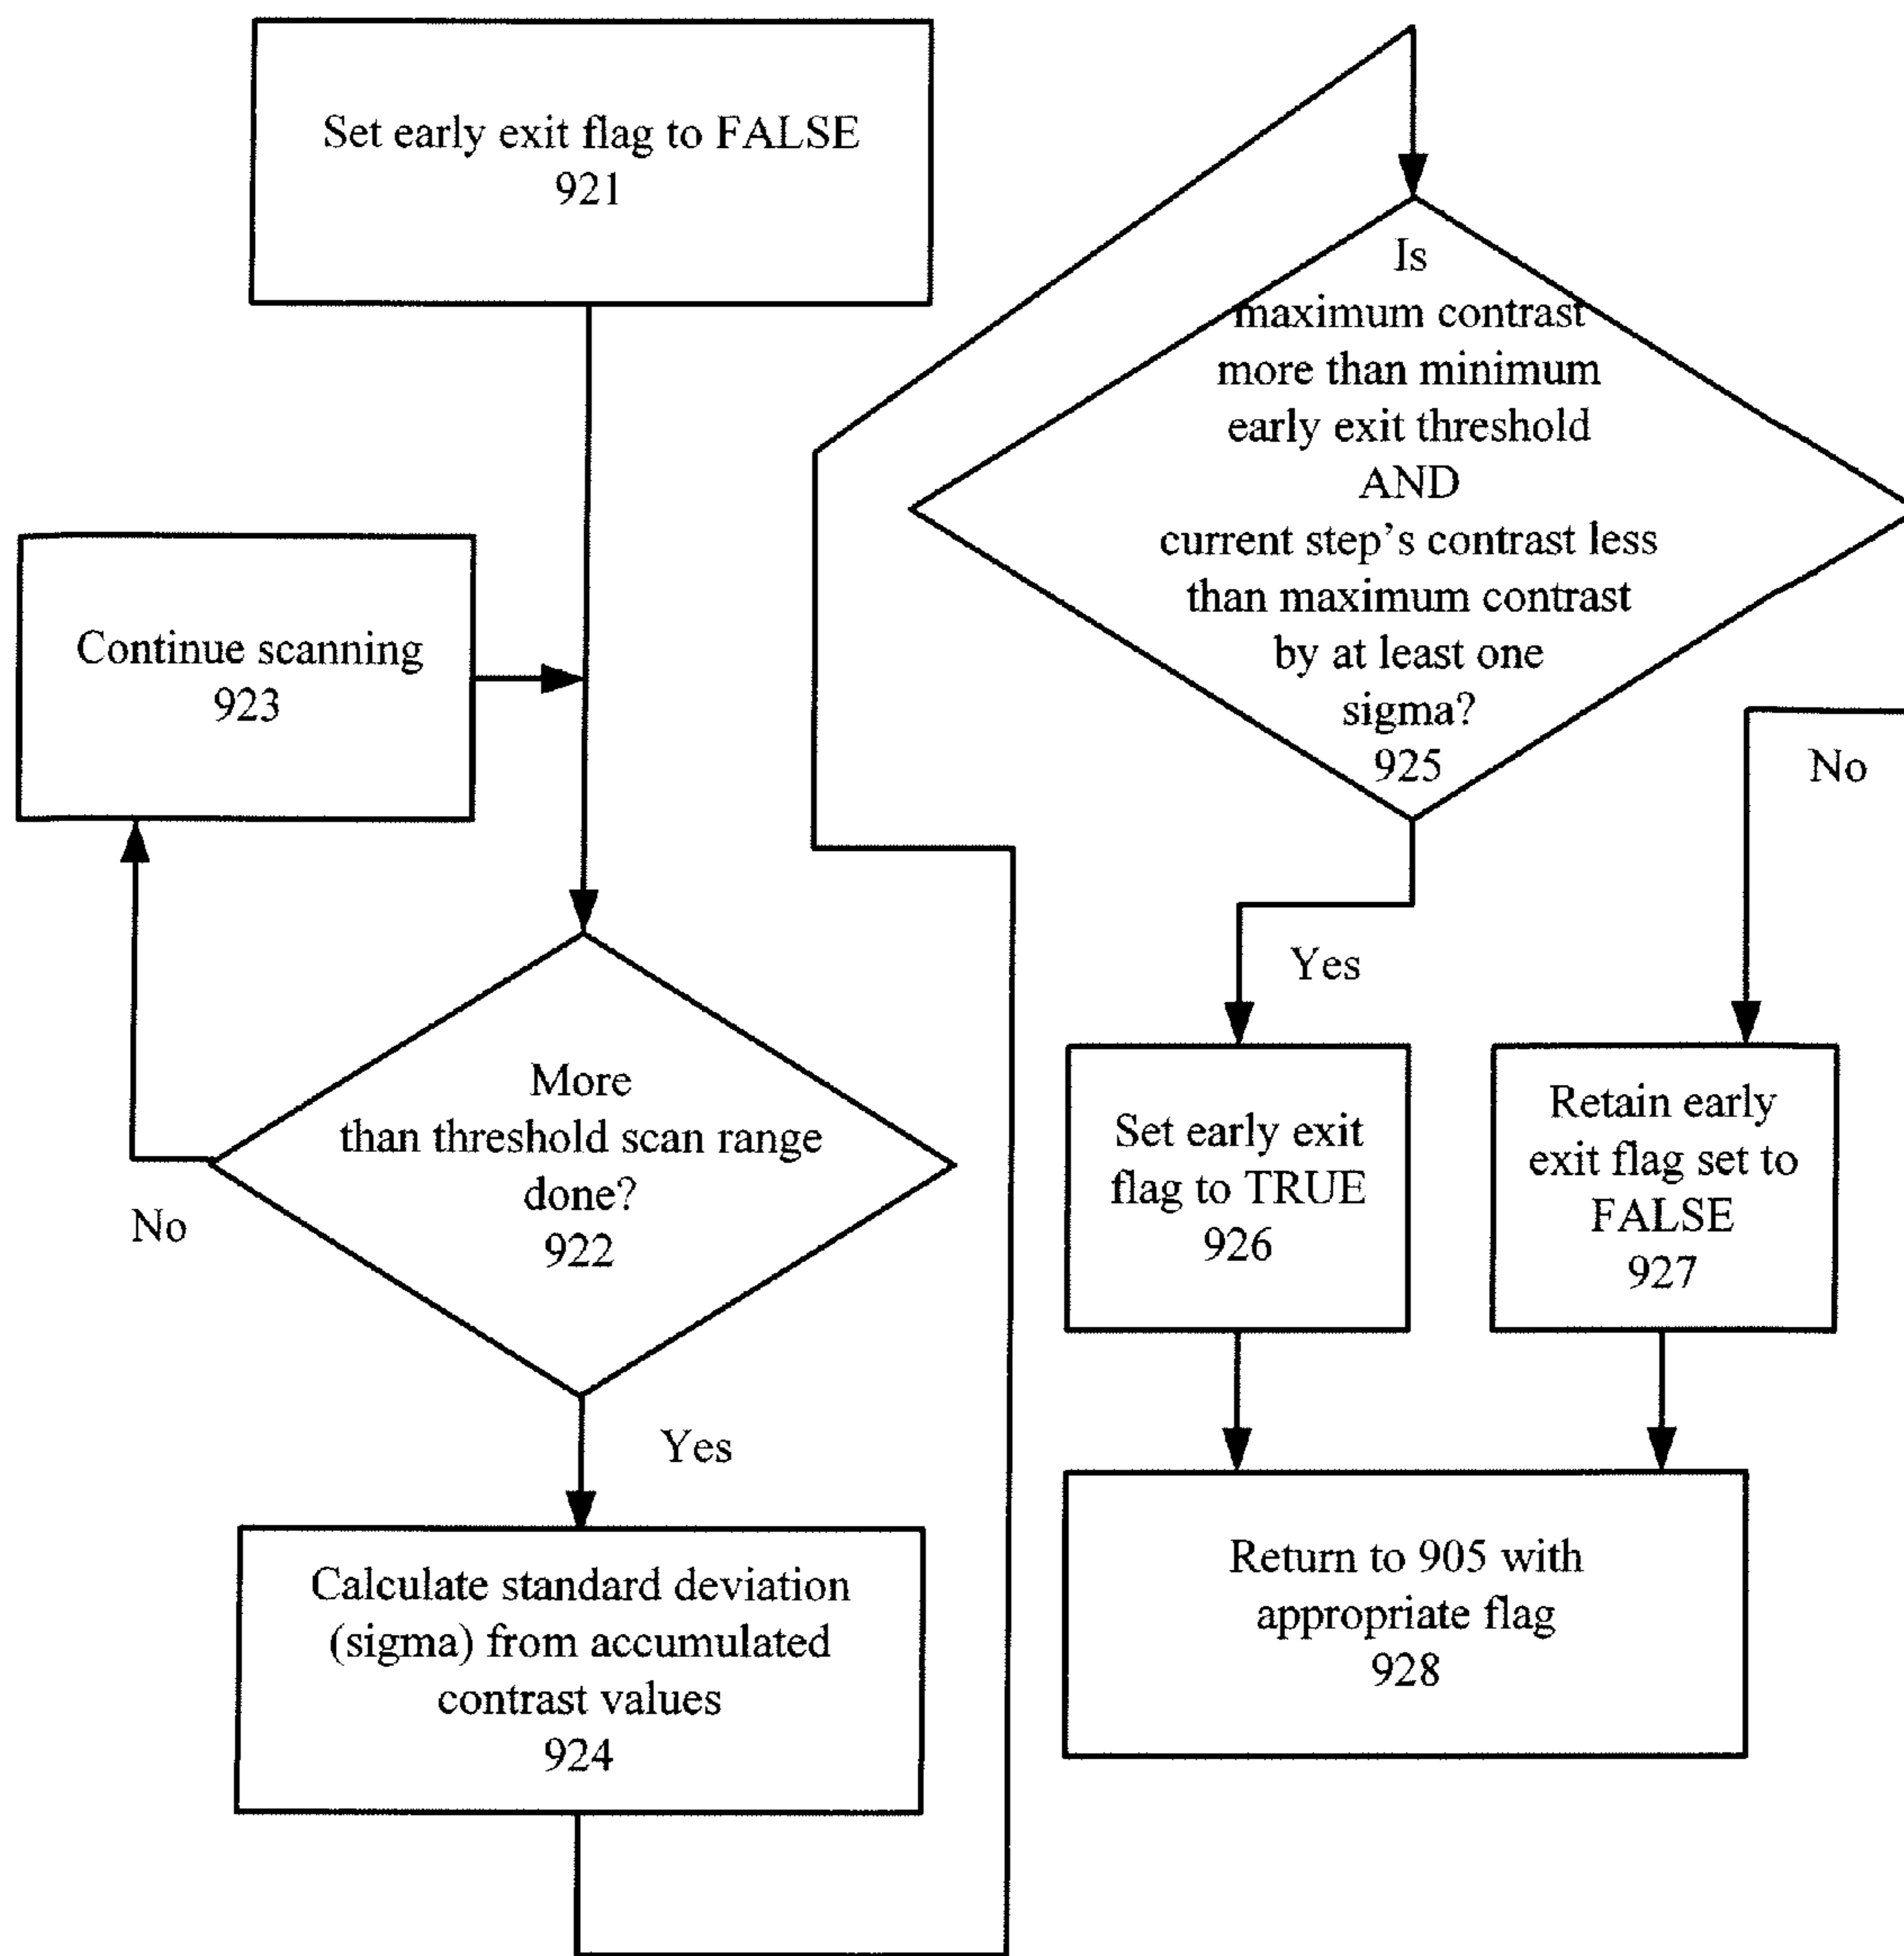 Set early exit flag to FALSE
921
Continue scanning
923
No
More
than threshold scan range
done?
922
Yes
Calculate standard deviation
(sigma) from accumulated
contrast values
924
Is
maximum contrast
more than minimum
early exit threshold
AND
current step’s contrast less
than maximum contrast
by at least one
sigma?
925
No
Yes
Set early exit
flag to TRUE
926
Retain early
exit flag set to
FALSE
927
Return to 905 with
appropriate flag
928